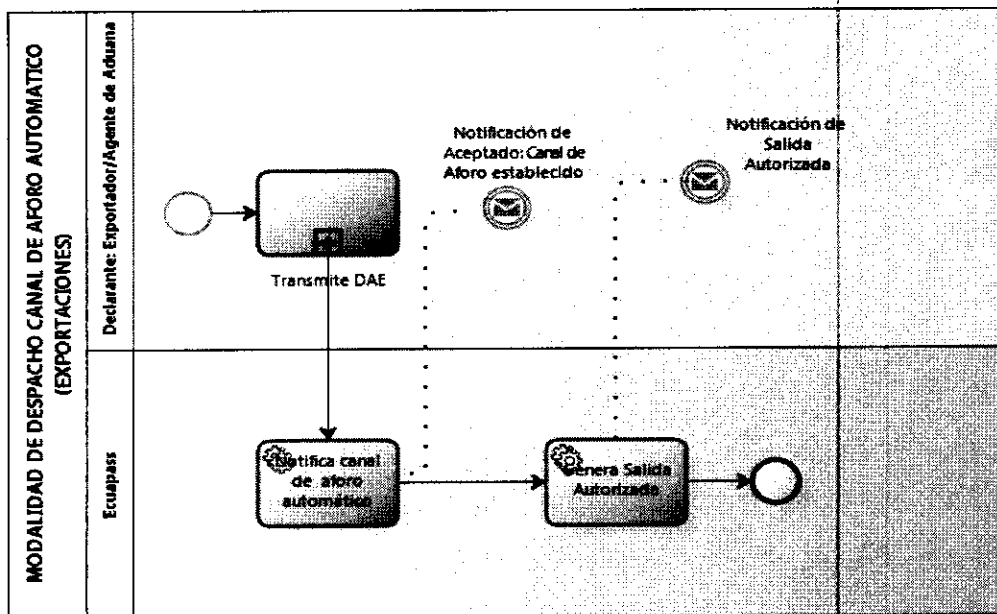 MODALIDAD DE DESPACHO CANAL DE AFORO AUTOMATICO
(EXPORTACIONES)
Declarante: Exportador/Agente de Aduana
Notificación de
Aceptado: Canal de
Aforo establecido
Notificación de
Salida
Autorizada
Transmite DAE
Ecuapass
Notifica canal
de aforo
automático
Genera Salida
Autorizada